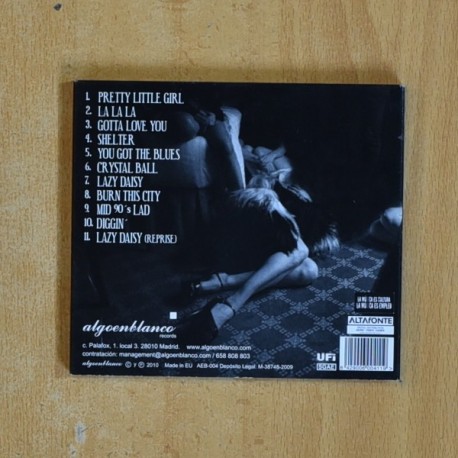 1. PRETTY LITTLE GIRL
2. LA LA LA
3. GOTTA LOVE YOU
4. SHELTER
5. YOU GOT THE BLUES
6. CRYSTAL BALL
7. LAZY DAISY
8. BURN THIS CITY
9. MID 90´s LAD
10. DIGGIN´
11. LAZY DAISY (REPRISE)
algoenblanco
records
c. Palafox, 1. local 3. 28010 Madrid. www.algoenblanco.com
contratación: management@algoenblanco.com / 658 808 803
algoenblanco © y ℗ 2010 Made in EU AEB-004 Depósito Legal: M-38746-2009
ALTAFONTE
UFi
SGAE